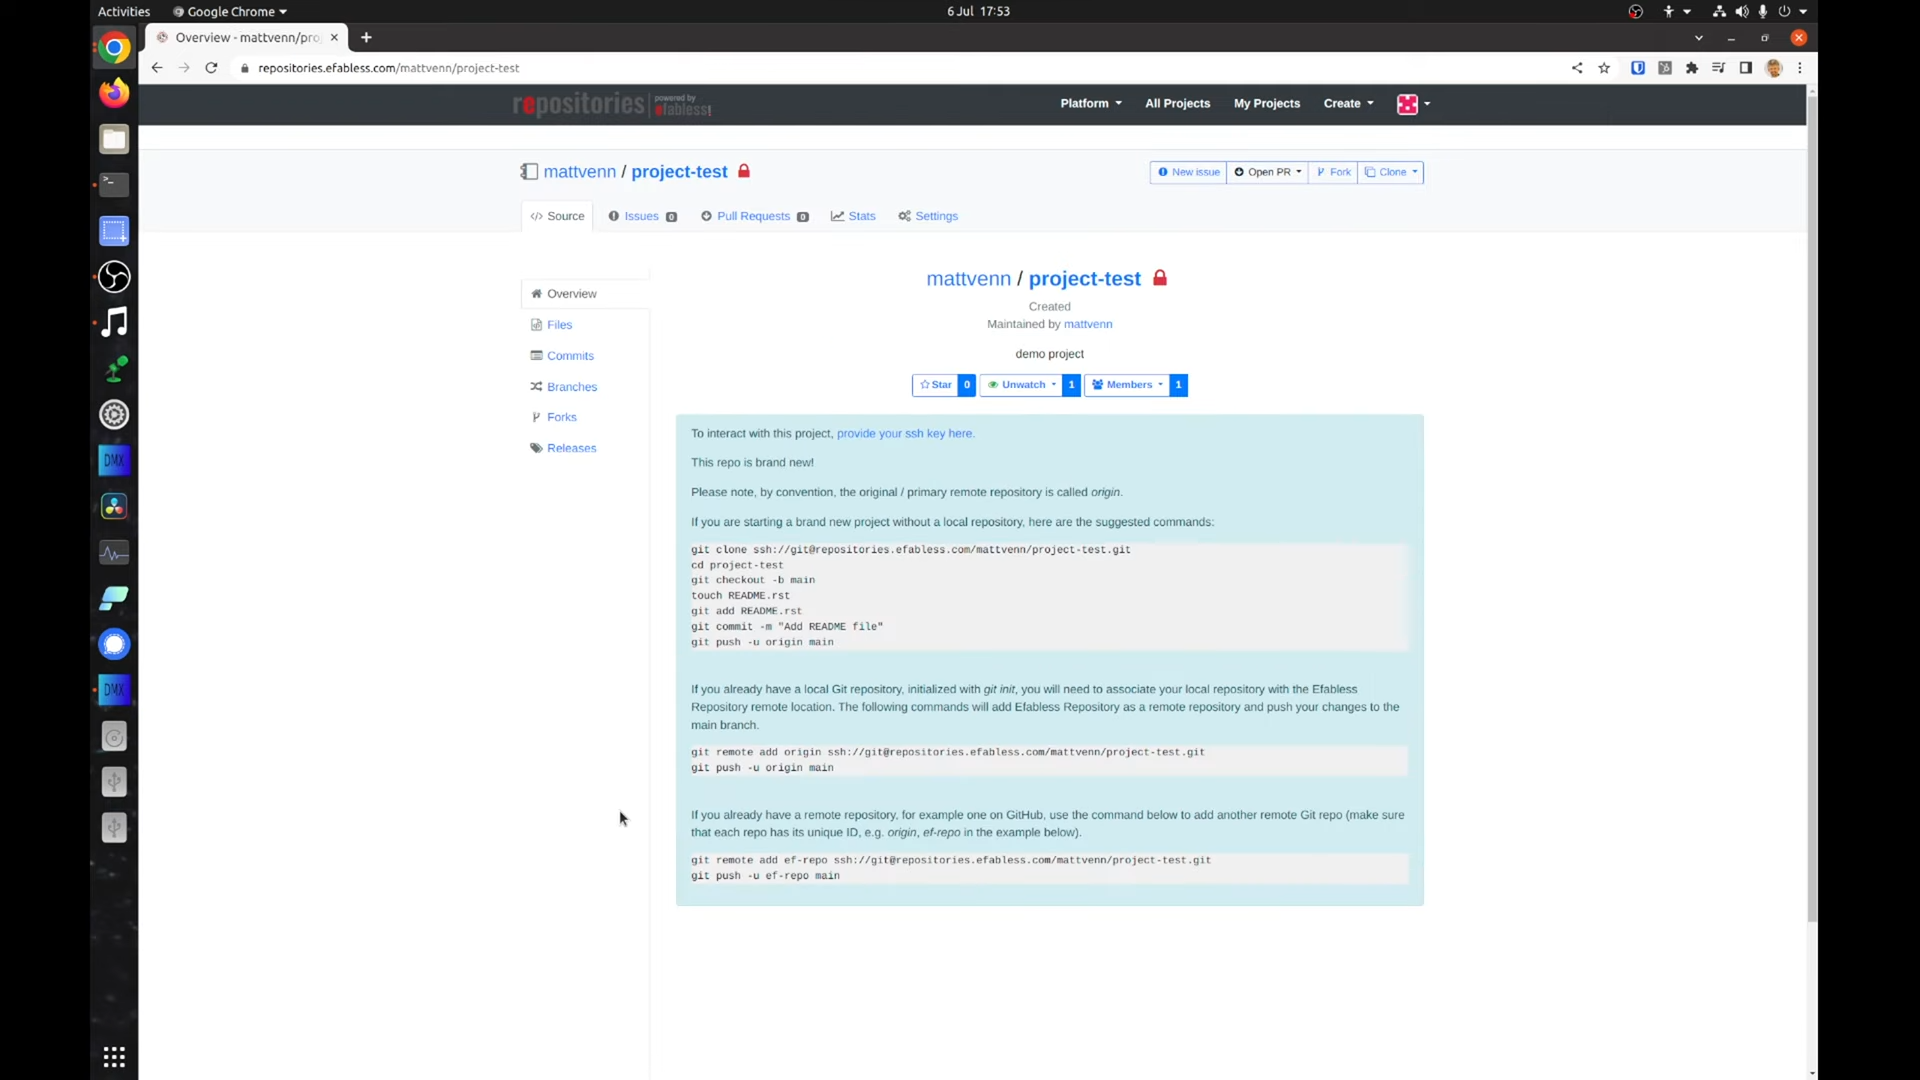 Activities
Google Chrome
6 Jul 17:53
Overview - mattvenn/pro
repositories.efabless.com/mattvenn/project-test
repositories
powered by
efabless!
Platform
All Projects
My Projects
Create
mattvenn / project-test
New issue
Open PR
Fork
Clone
Source
Issues 0
Pull Requests 0
Stats
Settings
Overview
Files
Commits
Branches
Forks
Releases
mattvenn / project-test
Created
Maintained by mattvenn
demo project
Star 0
Unwatch 1
Members 1
To interact with this project, provide your ssh key here.
This repo is brand new!
Please note, by convention, the original / primary remote repository is called origin.
If you are starting a brand new project without a local repository, here are the suggested commands:
git clone ssh://git@repositories.efabless.com/mattvenn/project-test.git
cd project-test
git checkout -b main
touch README.rst
git add README.rst
git commit -m "Add README file"
git push -u origin main
If you already have a local Git repository, initialized with git init, you will need to associate your local repository with the Efabless
Repository remote location. The following commands will add Efabless Repository as a remote repository and push your changes to the
main branch.
git remote add origin ssh://git@repositories.efabless.com/mattvenn/project-test.git
git push -u origin main
If you already have a remote repository, for example one on GitHub, use the command below to add another remote Git repo (make sure
that each repo has its unique ID, e.g. origin, ef-repo in the example below).
git remote add ef-repo ssh://git@repositories.efabless.com/mattvenn/project-test.git
git push -u ef-repo main
DMX
DMX